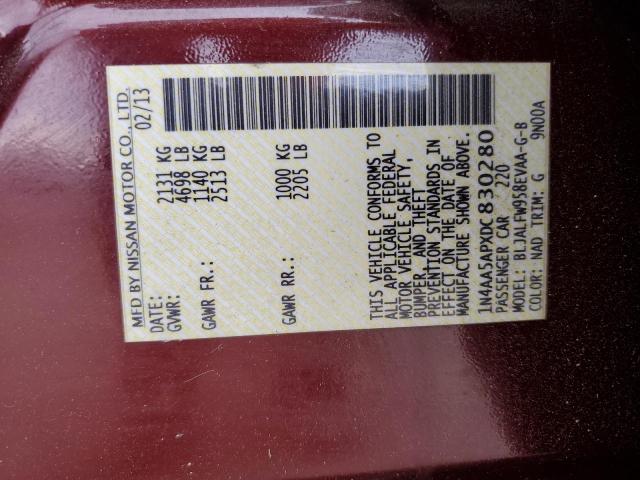 MFD BY NISSAN MOTOR CO., LTD.
DATE: 02/13
GVWR: 2131 KG
4698 LB
GAWR FR: 1140 KG
2513 LB
GAWR RR: 1000 KG
2205 LB
THIS VEHICLE CONFORMS TO
ALL APPLICABLE FEDERAL
MOTOR VEHICLE SAFETY,
BUMPER, AND THEFT
PREVENTION STANDARDS IN
EFFECT ON THE DATE OF
MANUFACTURE SHOWN ABOVE.
1N4AA5APXDC830280
PASSENGER CAR 220
MODEL: BLJALFW958EVAA-G-B
COLOR: NAD TRIM: G 9N00A